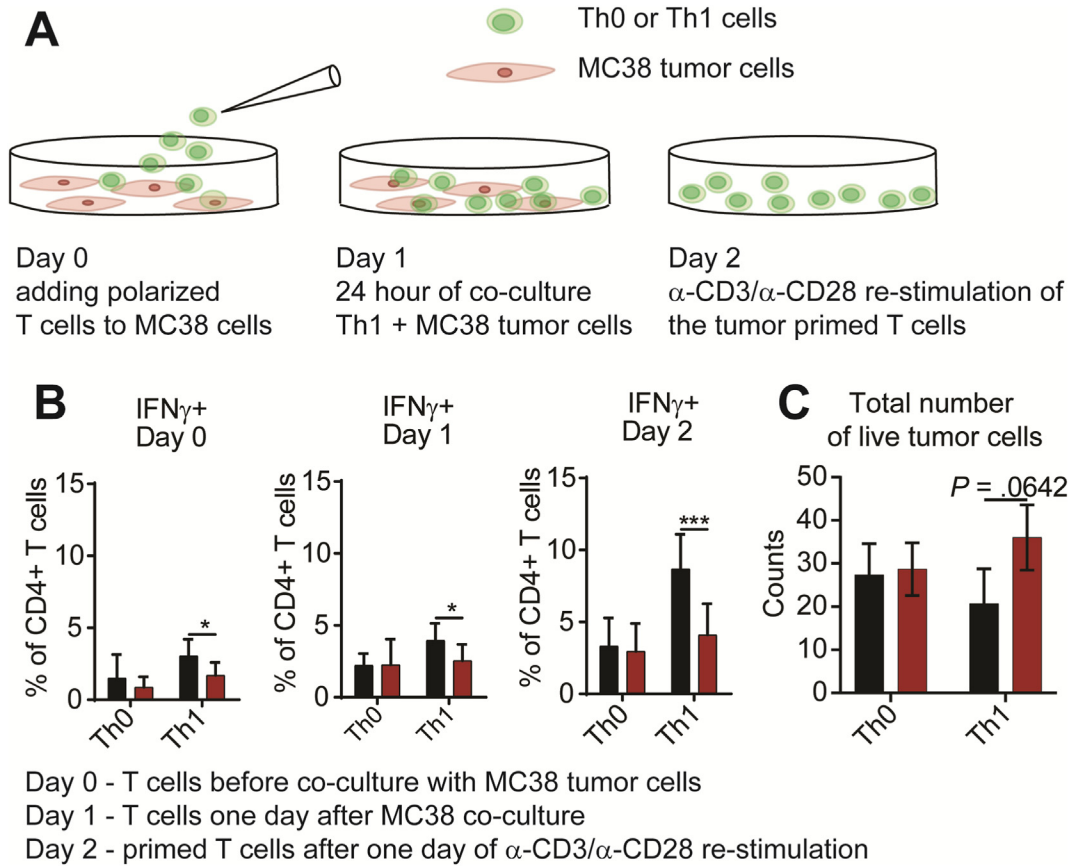 A
Th0 or Th1 cells
MC38 tumor cells
Day 0
adding polarized
T cells to MC38 cells
Day 1
24 hour of co-culture
Th1 + MC38 tumor cells
Day 2
α-CD3/α-CD28 re-stimulation of
the tumor primed T cells
B
IFNγ+
Day 0
% of CD4+ T cells
15
10
5
0
*
Th0
Th1
IFNγ+
Day 1
% of CD4+ T cells
15
10
5
0
*
Th0
Th1
IFNγ+
Day 2
% of CD4+ T cells
15
10
5
0
***
Th0
Th1
C
Total number
of live tumor cells
Counts
50
40
30
20
10
0
P = .0642
Th0
Th1
Day 0 - T cells before co-culture with MC38 tumor cells
Day 1 - T cells one day after MC38 co-culture
Day 2 - primed T cells after one day of α-CD3/α-CD28 re-stimulation